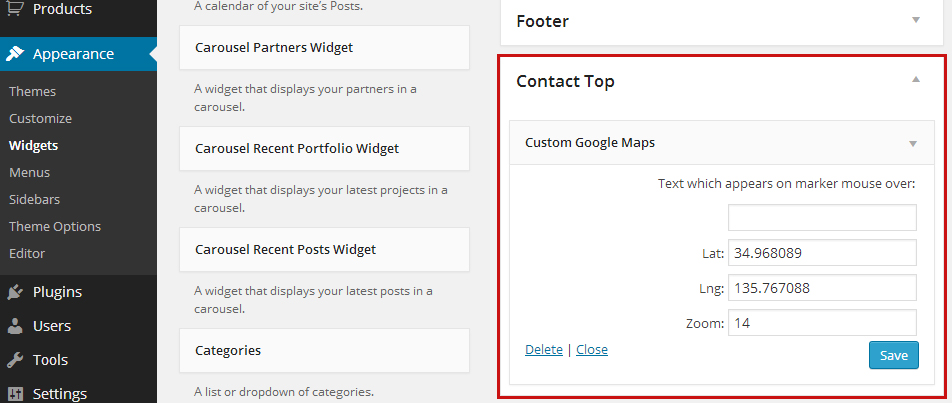 Products
Appearance
Themes
Customize
Widgets
Menus
Sidebars
Theme Options
Editor
Plugins
Users
Tools
Settings
A calendar of your site's Posts.
Carousel Partners Widget
A widget that displays your partners in a
carousel.
Carousel Recent Portfolio Widget
A widget that displays your latest projects in a
carousel.
Carousel Recent Posts Widget
A widget that displays your latest posts in a
carousel.
Categories
A list or dropdown of categories.
Footer
Contact Top
Custom Google Maps
Text which appears on marker mouse over:
Lat: 34.968089
Lng: 135.767088
Zoom: 14
Delete | Close
Save